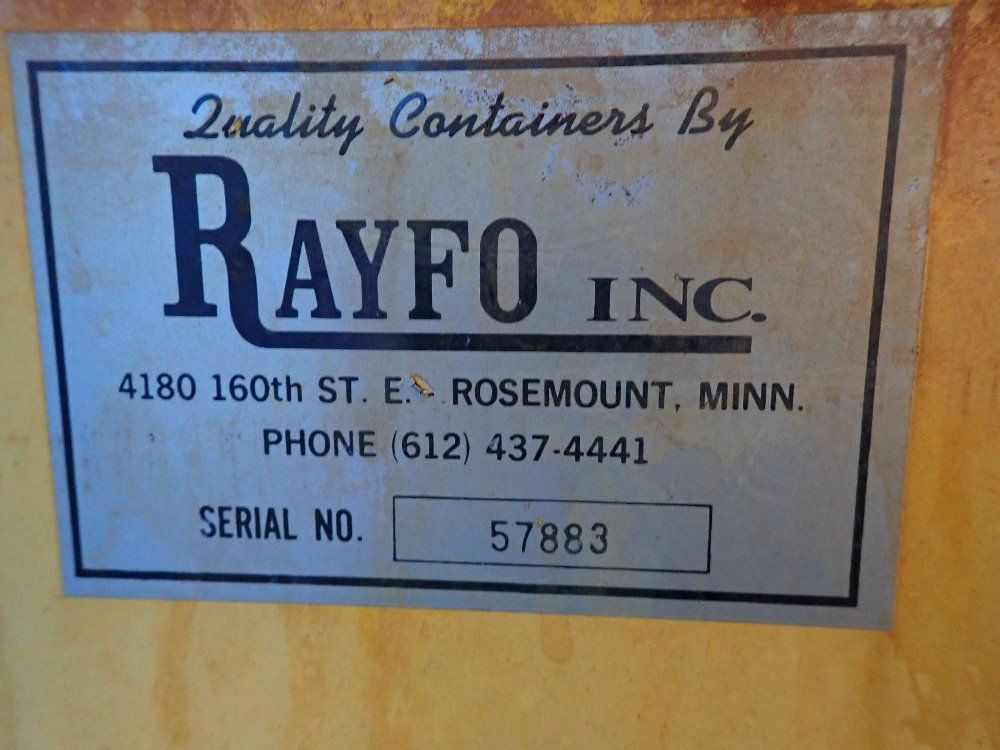 Quality Containers By
RAYFO INC.
4180 160th ST. E. - ROSEMOUNT, MINN.
PHONE (612) 437-4441
SERIAL NO. 57883